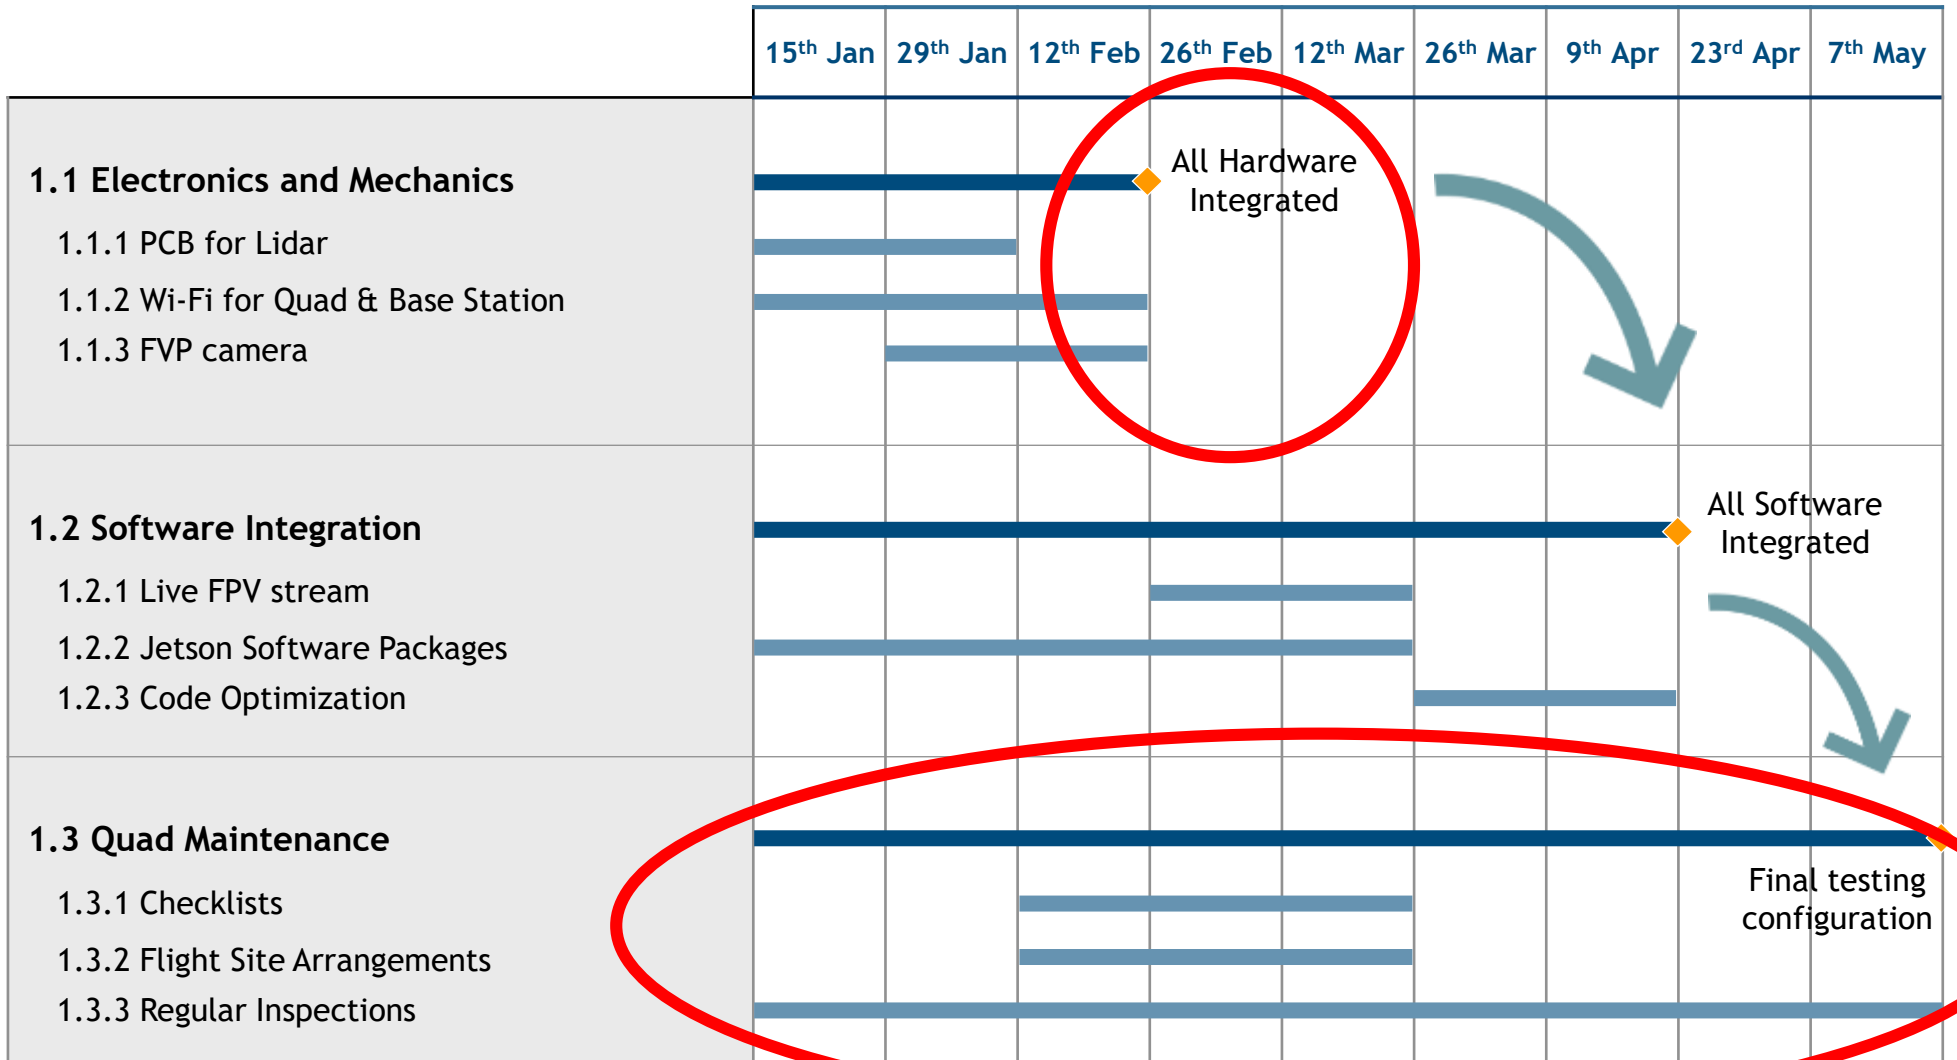 15th Jan 29th Jan 12th Feb 26th Feb 12th Mar 26th Mar 9th Apr 23rd Apr 7th May
1.1 Electronics and Mechanics
All Hardware
Integrated
1.1.1 PCB for Lidar
1.1.2 Wi-Fi for Quad & Base Station
1.1.3 FVP camera
1.2 Software Integration
All Software
Integrated
1.2.1 Live FPV stream
1.2.2 Jetson Software Packages
1.2.3 Code Optimization
1.3 Quad Maintenance
Final testing
configuration
1.3.1 Checklists
1.3.2 Flight Site Arrangements
1.3.3 Regular Inspections